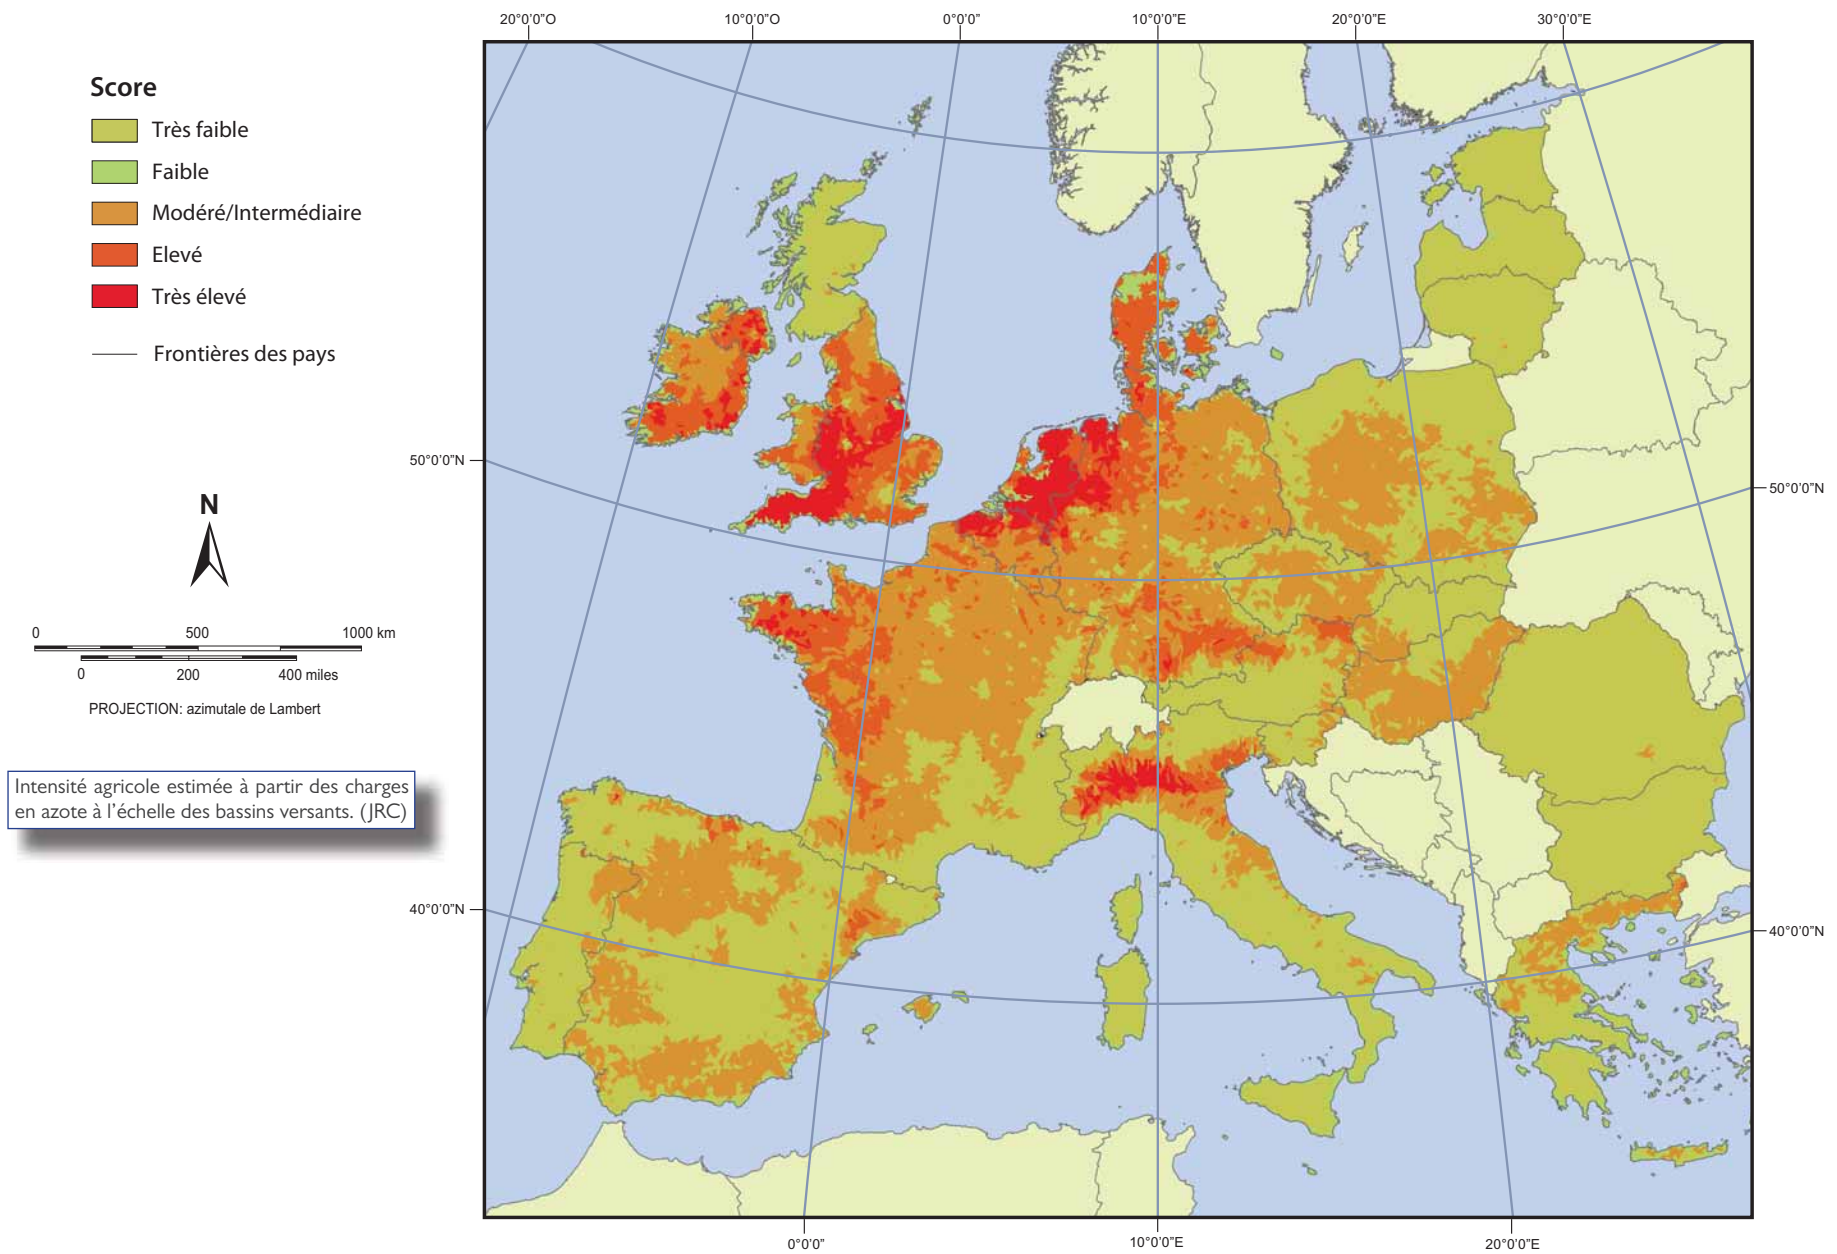 20°0'0"O
10°0'0"O
0°0'0"
10°0'0"E
20°0'0"E
30°0'0"E
Score
Très faible
Faible
Modéré/Intermédiaire
Elevé
Très élevé
Frontières des pays
50°0'0"N
50°0'0"N
N
0 500 1000 km
0 200 400 miles
PROJECTION: azimutale de Lambert
Intensité agricole estimée à partir des charges
en azote à l'échelle des bassins versants. (JRC)
40°0'0"N
40°0'0"N
0°0'0"
10°0'0"E
20°0'0"E